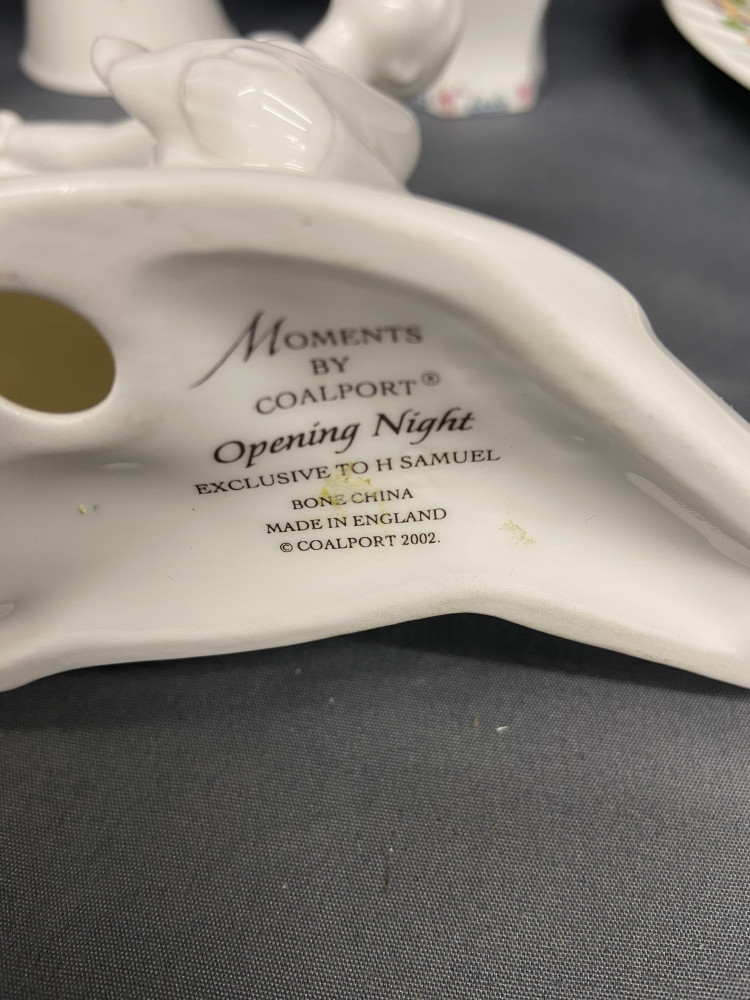 MOMENTS
BY
COALPORT®
Opening Night
EXCLUSIVE TO H SAMUEL
BONE CHINA
MADE IN ENGLAND
© COALPORT 2002.